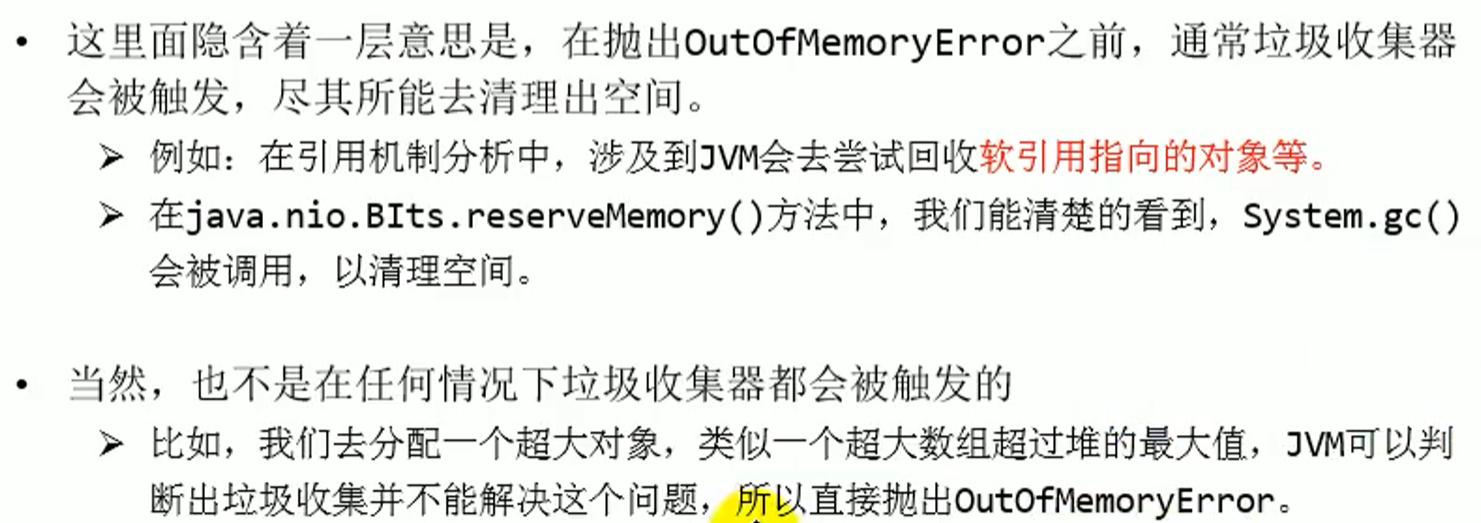 • 这里面隐含着一层意思是，在抛出OutOfMemoryError之前，通常垃圾收集器
会被触发，尽其所能去清理出空间。
➢ 例如：在引用机制分析中，涉及到JVM会去尝试回收软引用指向的对象等。
➢ 在java.nio.BIts.reserveMemory()方法中，我们能清楚的看到，System.gc()
会被调用，以清理空间。
• 当然，也不是在任何情况下垃圾收集器都会被触发的
➢ 比如，我们去分配一个超大对象，类似一个超大数组超过堆的最大值，JVM可以判
断出垃圾收集并不能解决这个问题，所以直接抛出OutOfMemoryError。